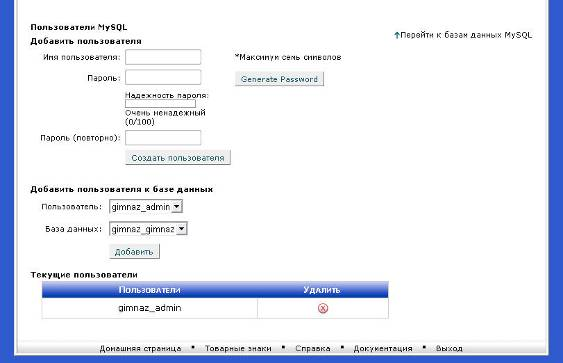 Пользователи MySQL
Перейти к базам данных MySQL
Добавить пользователя
Имя пользователя: *Максимум семь символов
Пароль: Generate Password
Надежность пароля:
Очень ненадежный
(0/100)
Пароль (повторно):
Создать пользователя
Добавить пользователя к базе данных
Пользователь: gimnaz_admin
База данных: gimnaz_gimnaz
Добавить
Текущие пользователи
Пользователи Удалить
gimnaz_admin
Домашняя страница ▪ Товарные знаки ▪ Справка ▪ Документация ▪ Выход